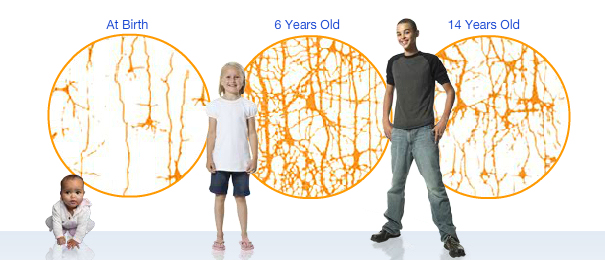 At Birth
6 Years Old
14 Years Old